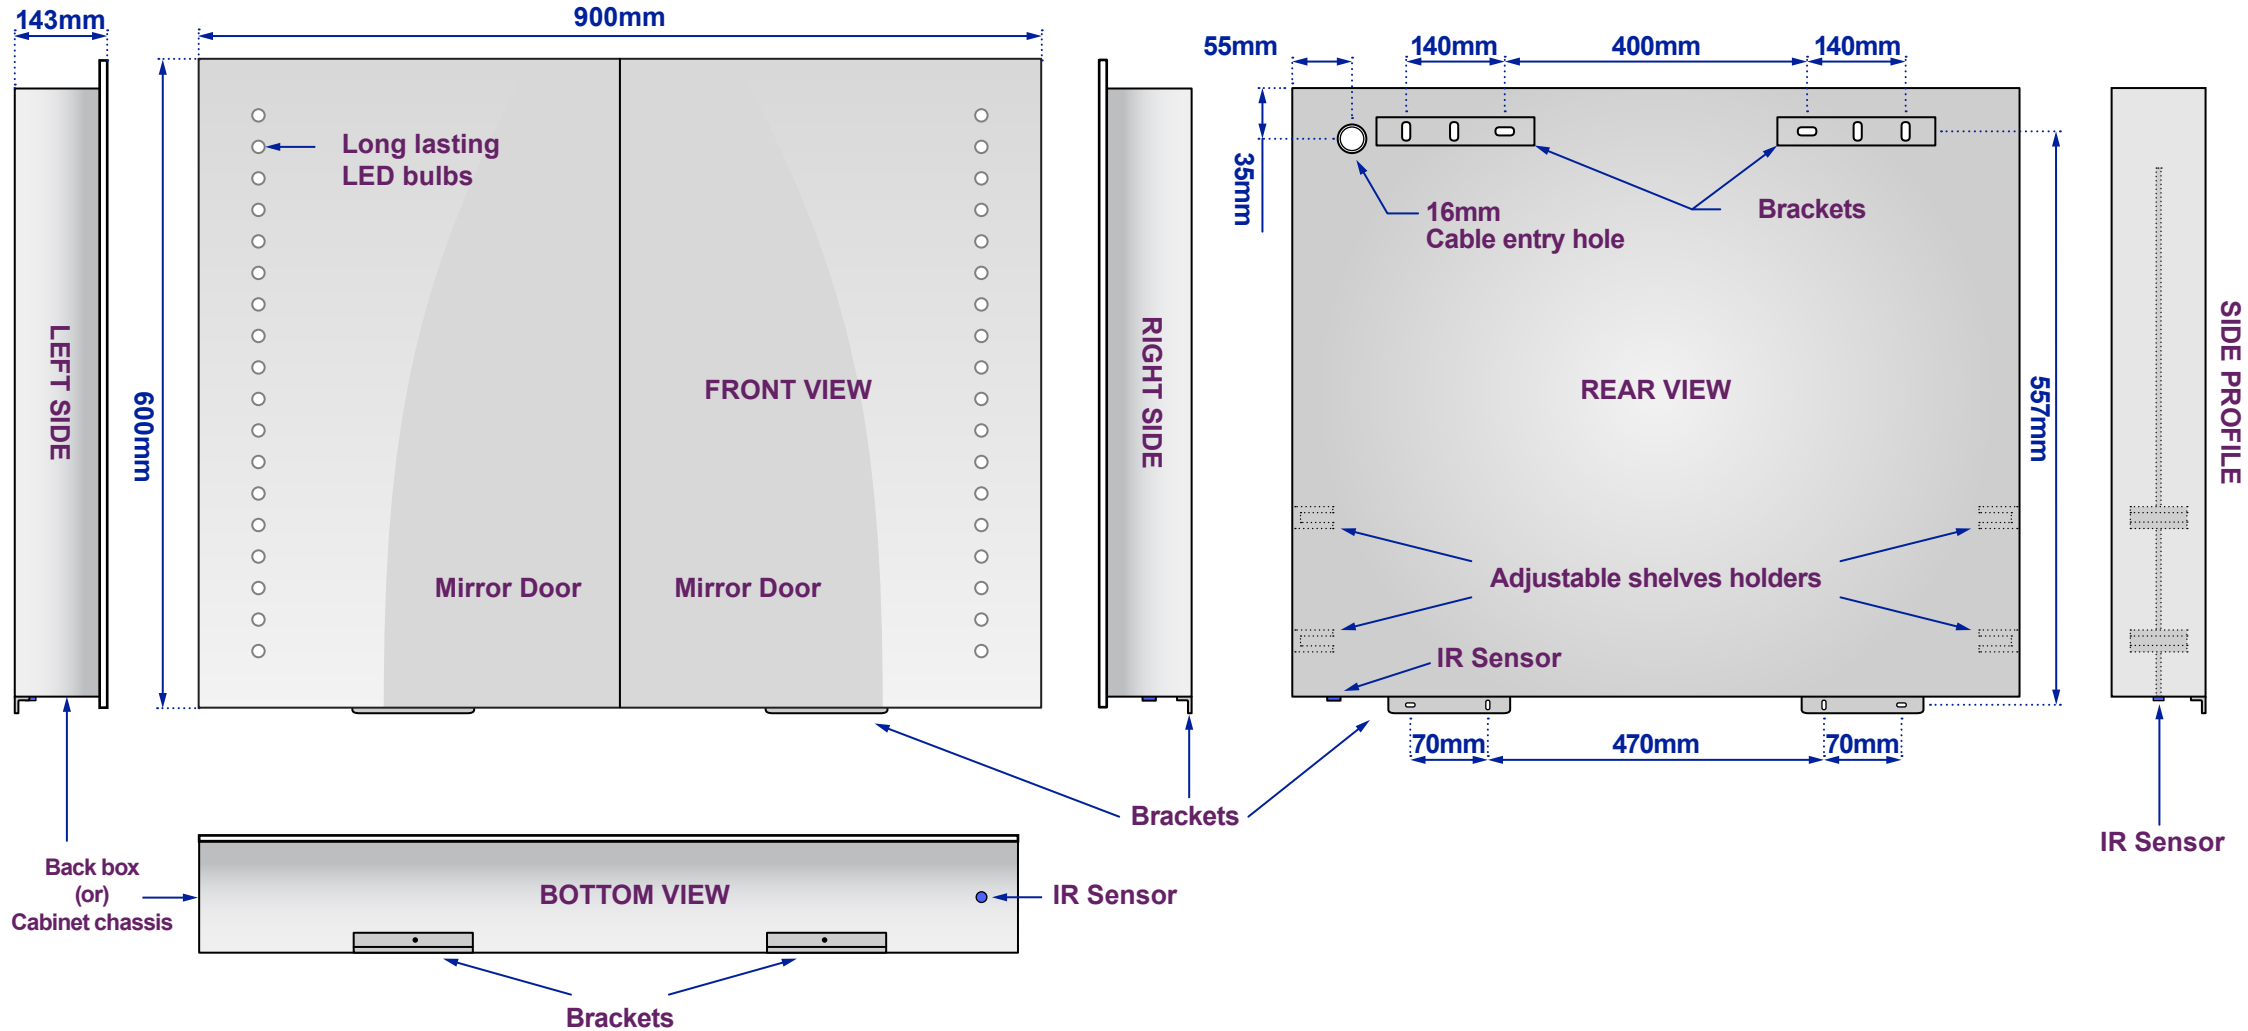 143mm
900mm
55mm
140mm
400mm
140mm
Long lasting
LED bulbs
35mm
16mm
Cable entry hole
Brackets
LEFT SIDE
600mm
FRONT VIEW
RIGHT SIDE
REAR VIEW
557mm
SIDE PROFILE
Mirror Door
Mirror Door
Adjustable shelves holders
IR Sensor
70mm
470mm
70mm
Brackets
IR Sensor
Back box
(or)
Cabinet chassis
BOTTOM VIEW
IR Sensor
Brackets